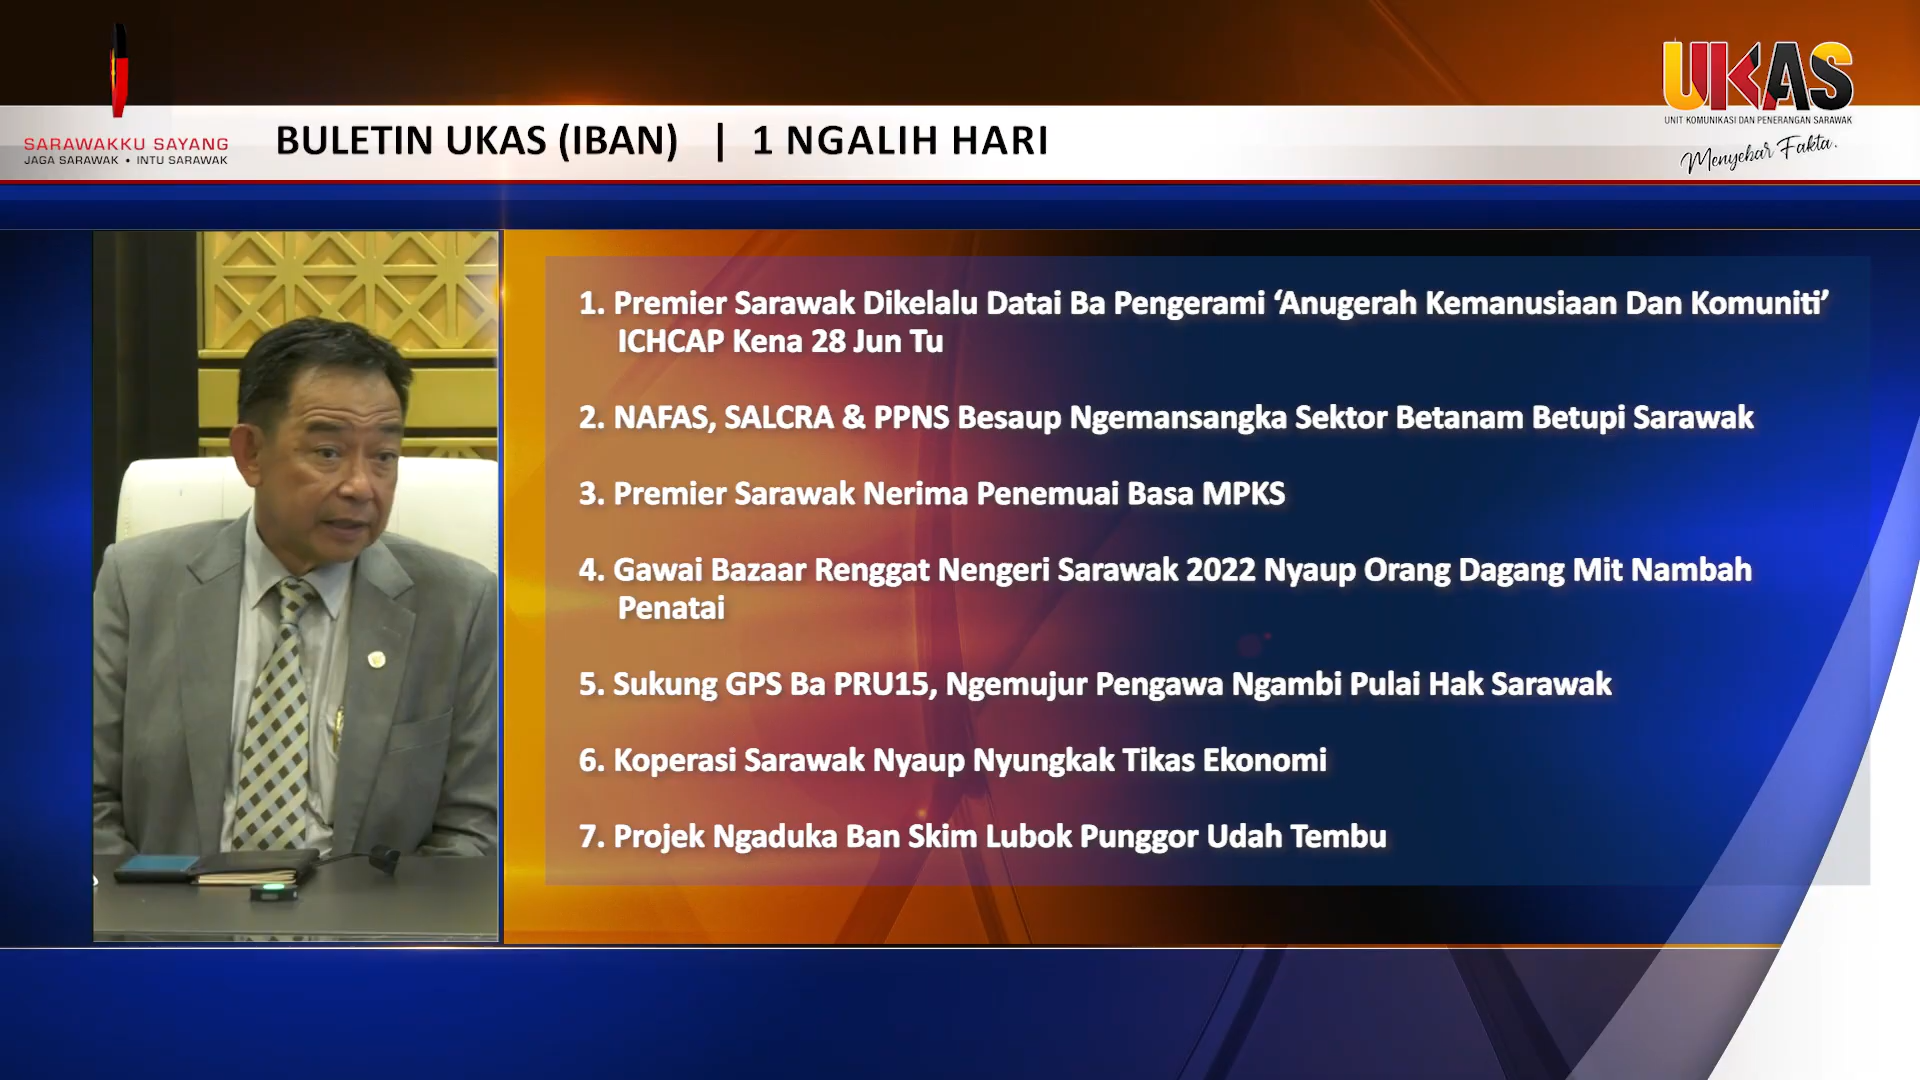 SARAWAKKU SAYANG
JAGA SARAWAK • INTU SARAWAK
BULETIN UKAS (IBAN) | 1 NGALIH HARI
UKAS
UNIT KOMUNIKASI DAN PENERANGAN SARAWAK
Menyebar Fakta.
1. Premier Sarawak Dikelalu Datai Ba Pengerami ‘Anugerah Kemanusiaan Dan Komuniti’
ICHCAP Kena 28 Jun Tu
2. NAFAS, SALCRA & PPNS Besaup Ngemansangka Sektor Betanam Betupi Sarawak
3. Premier Sarawak Nerima Penemuai Basa MPKS
4. Gawai Bazaar Renggat Nengeri Sarawak 2022 Nyaup Orang Dagang Mit Nambah
Penatai
5. Sukung GPS Ba PRU15, Ngemujur Pengawa Ngambi Pulai Hak Sarawak
6. Koperasi Sarawak Nyaup Nyungkak Tikas Ekonomi
7. Projek Ngaduka Ban Skim Lubok Punggor Udah Tembu